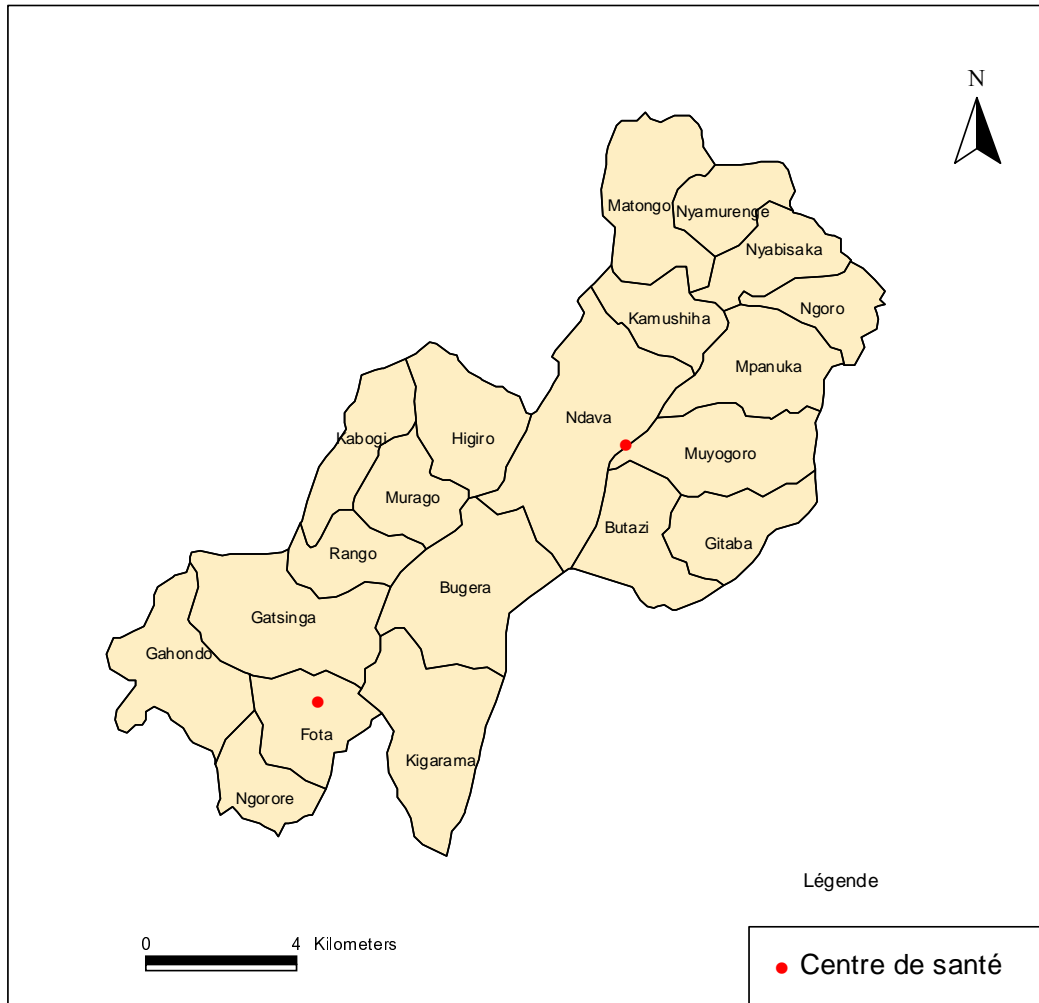 N
Matongo
Nyamurenge
Nyabisaka
Ngoro
Kamushiha
Mpanuka
Ndava
Kabogi
Higiro
Muyogoro
Murago
Butazi
Gitaba
Rango
Bugera
Gatsinga
Gahondo
Fota
Kigarama
Ngorore
Légende
0 4 Kilometers
Centre de santé